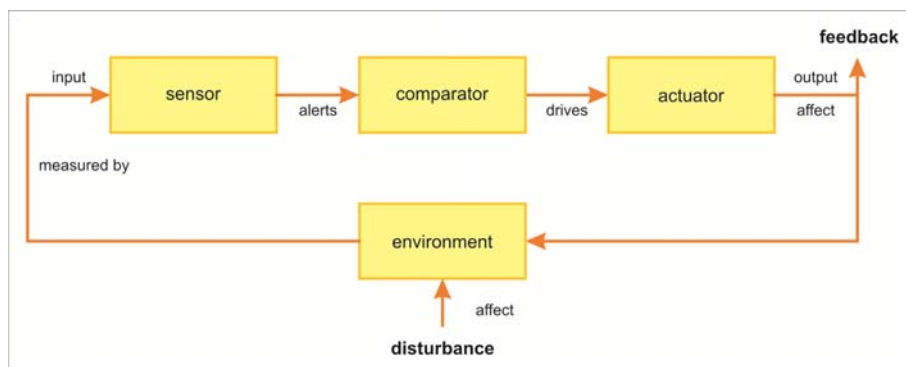 feedback
input
output
sensor
comparator
actuator
alerts
drives
affect
measured by
environment
affect
disturbance